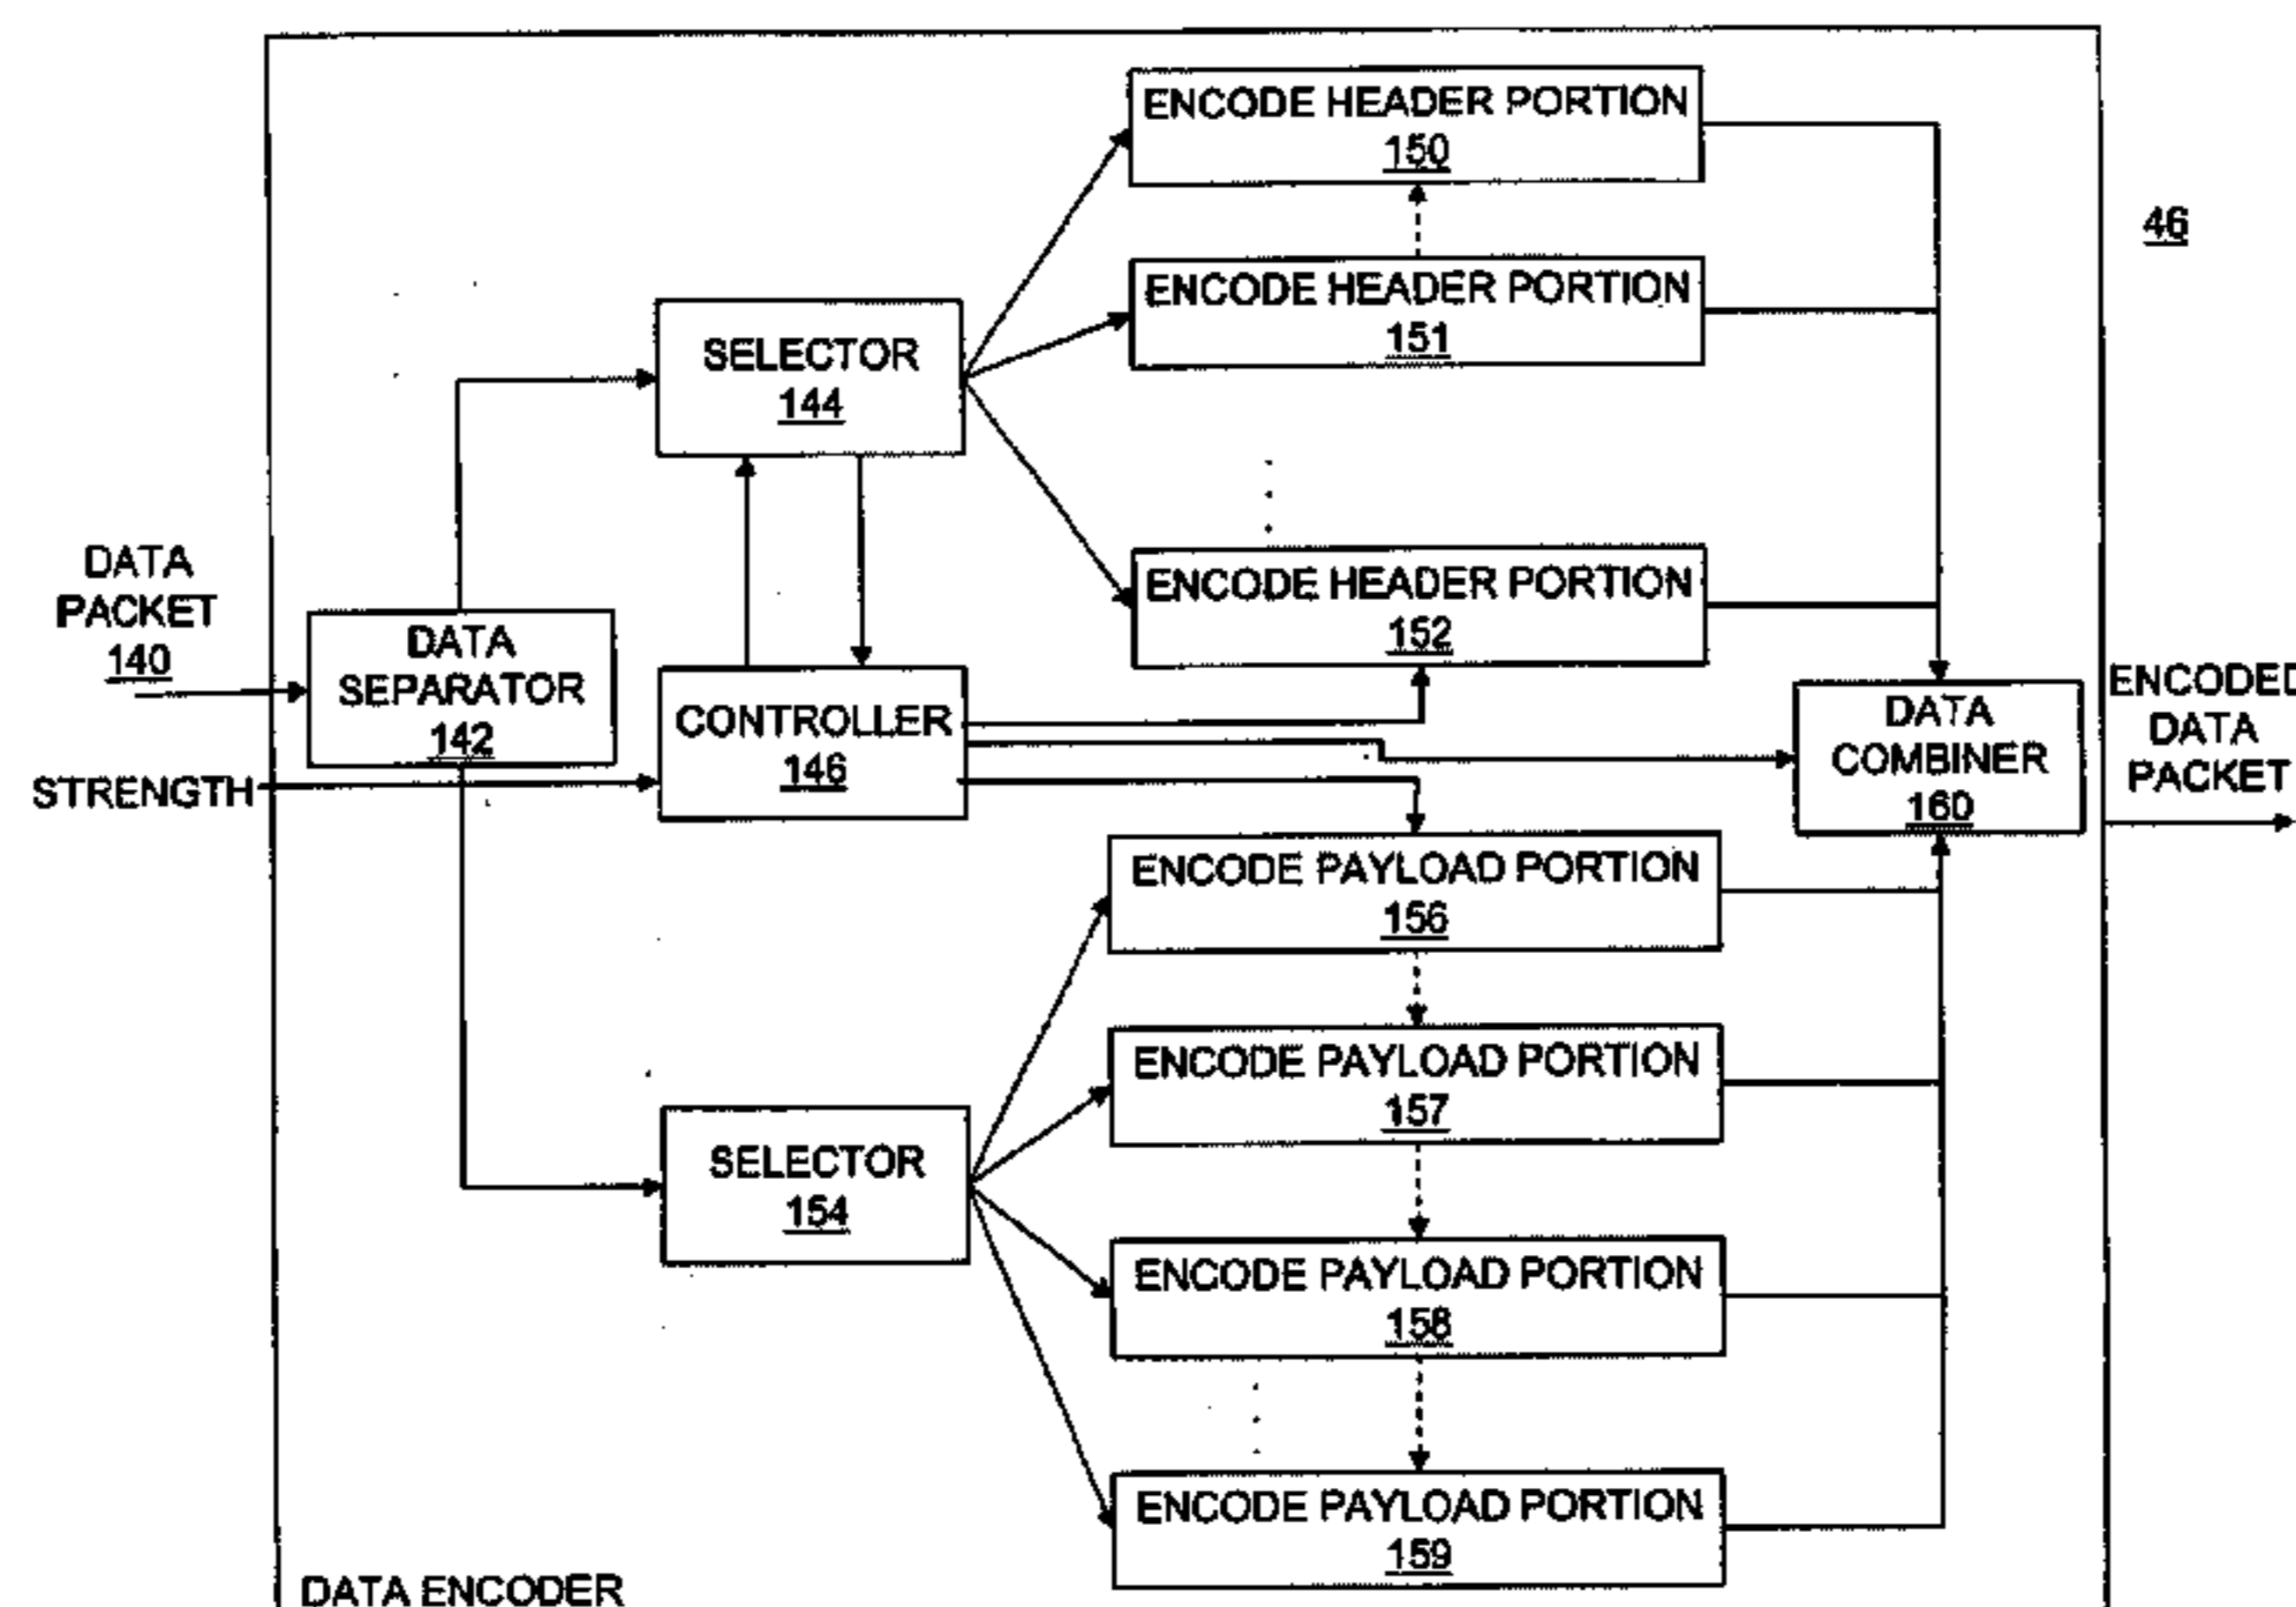 ENCODE HEADER PORTION
150
46
ENCODE HEADER PORTION
151
SELECTOR
144
DATA
PACKET
140
ENCODE HEADER PORTION
152
DATA
SEPARATOR
142
CONTROLLER
146
DATA
COMBINER
160
ENCODED
DATA
PACKET
STRENGTH
ENCODE PAYLOAD PORTION
156
ENCODE PAYLOAD PORTION
157
SELECTOR
154
ENCODE PAYLOAD PORTION
158
ENCODE PAYLOAD PORTION
159
DATA ENCODER